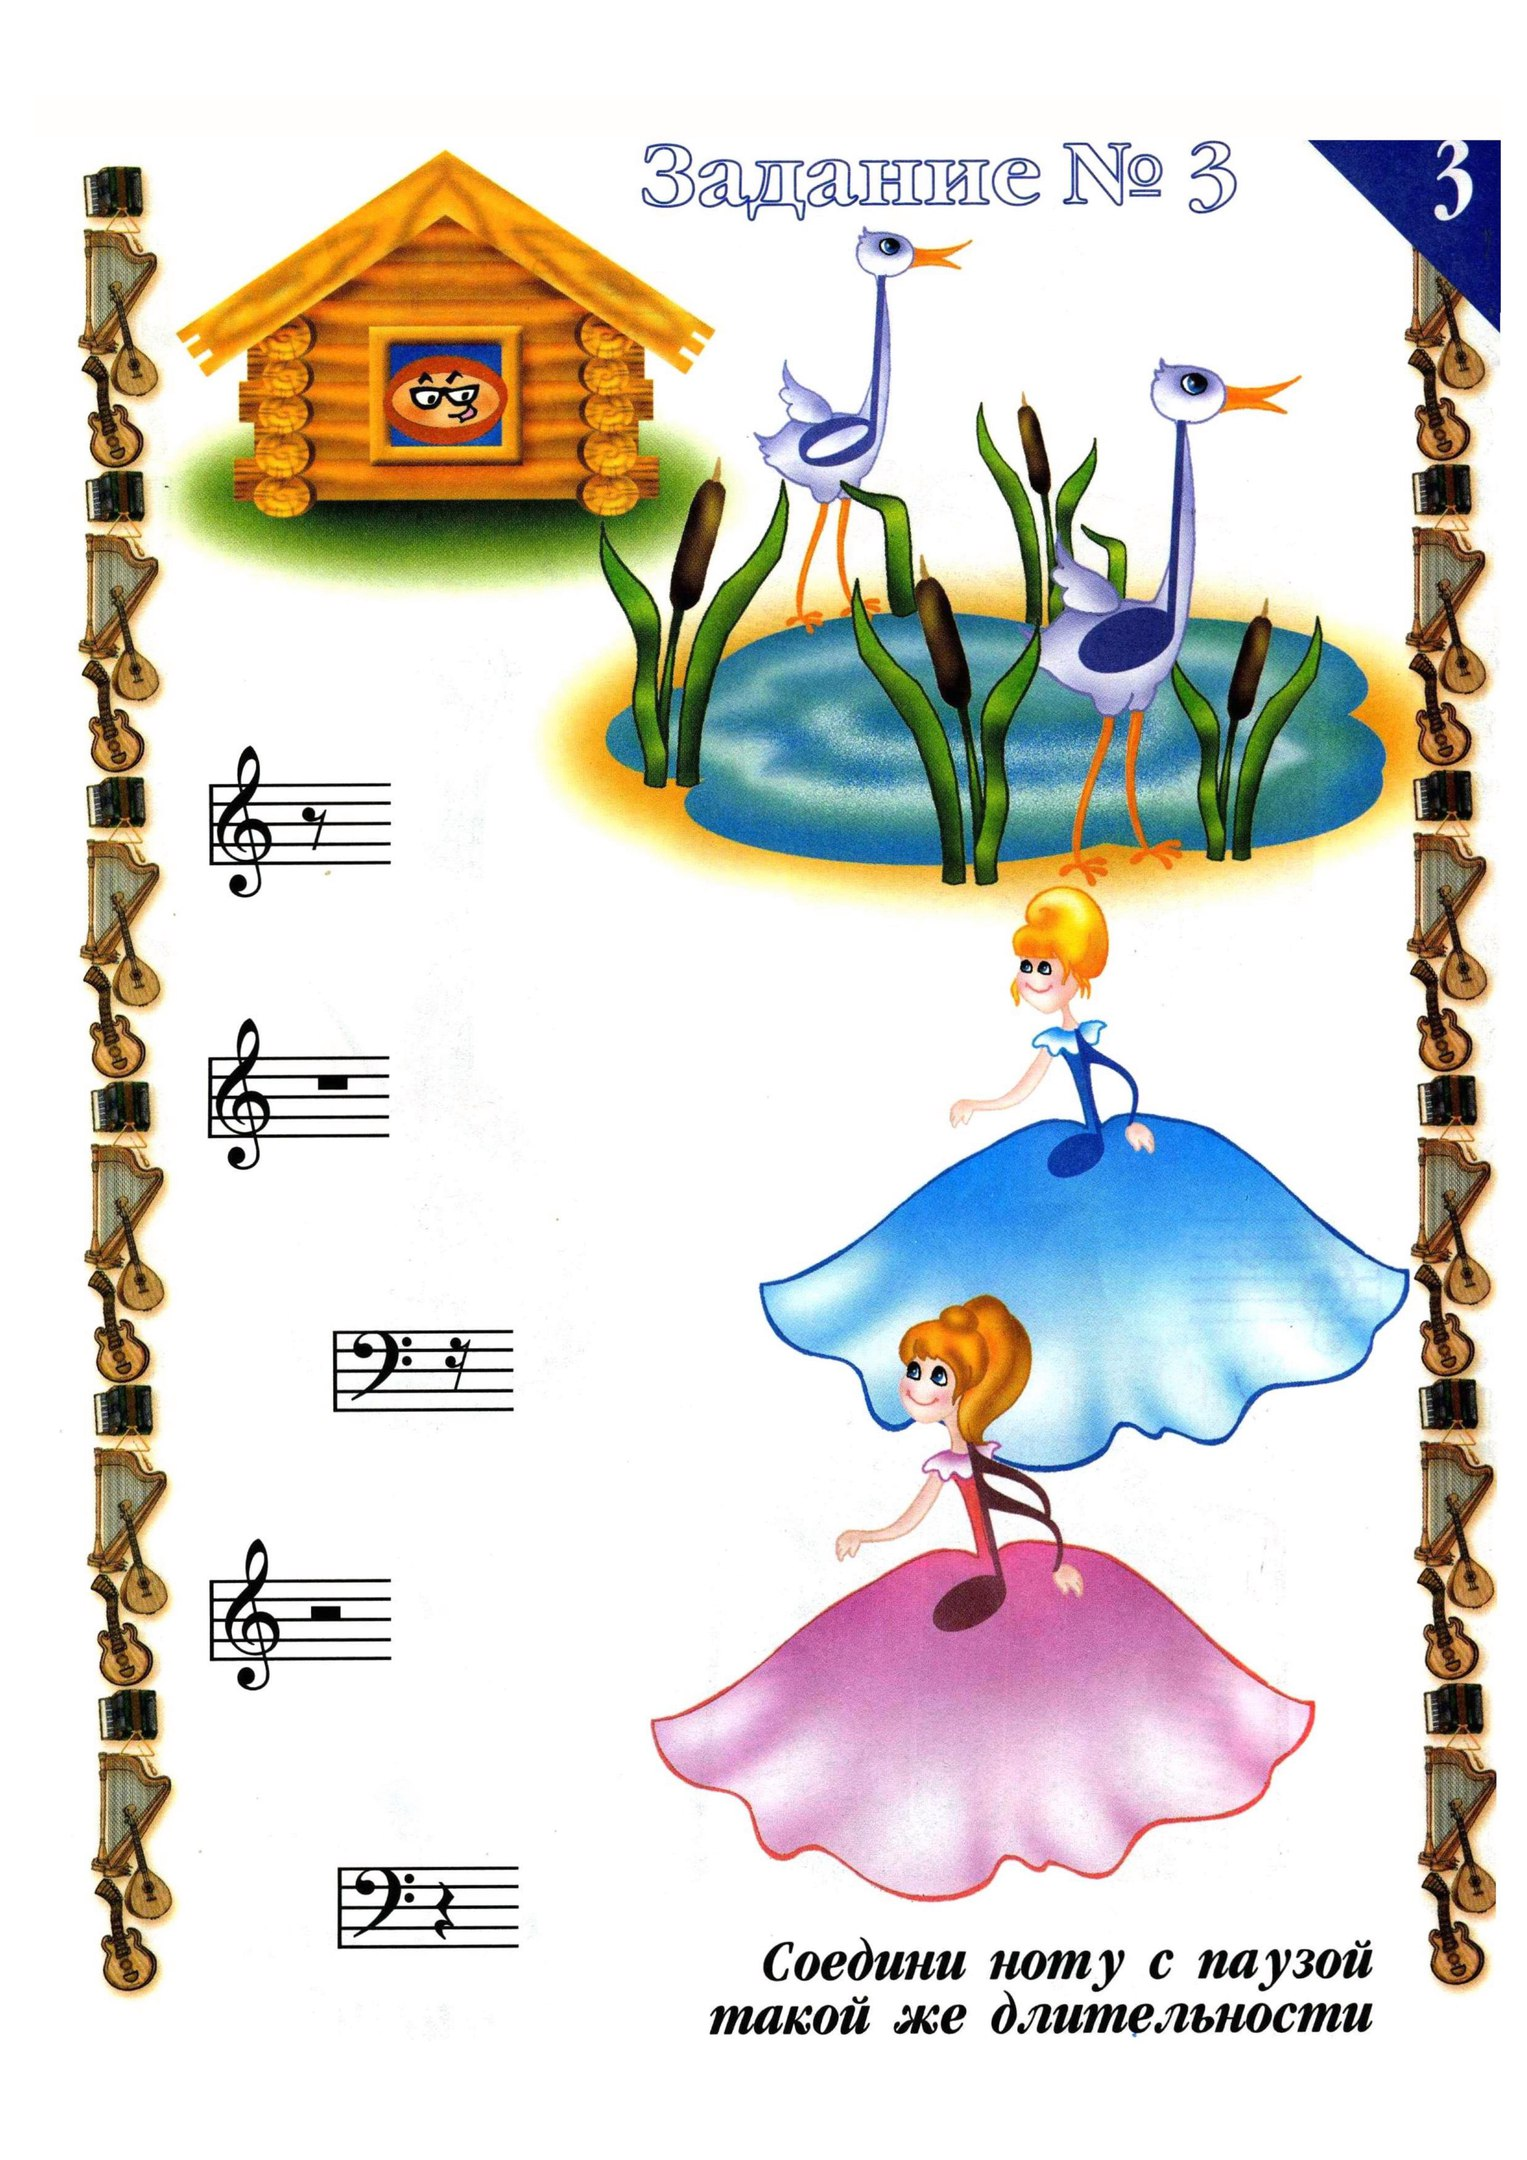 Задание № 3
3
Соедини ноту с паузой
такой же длительности